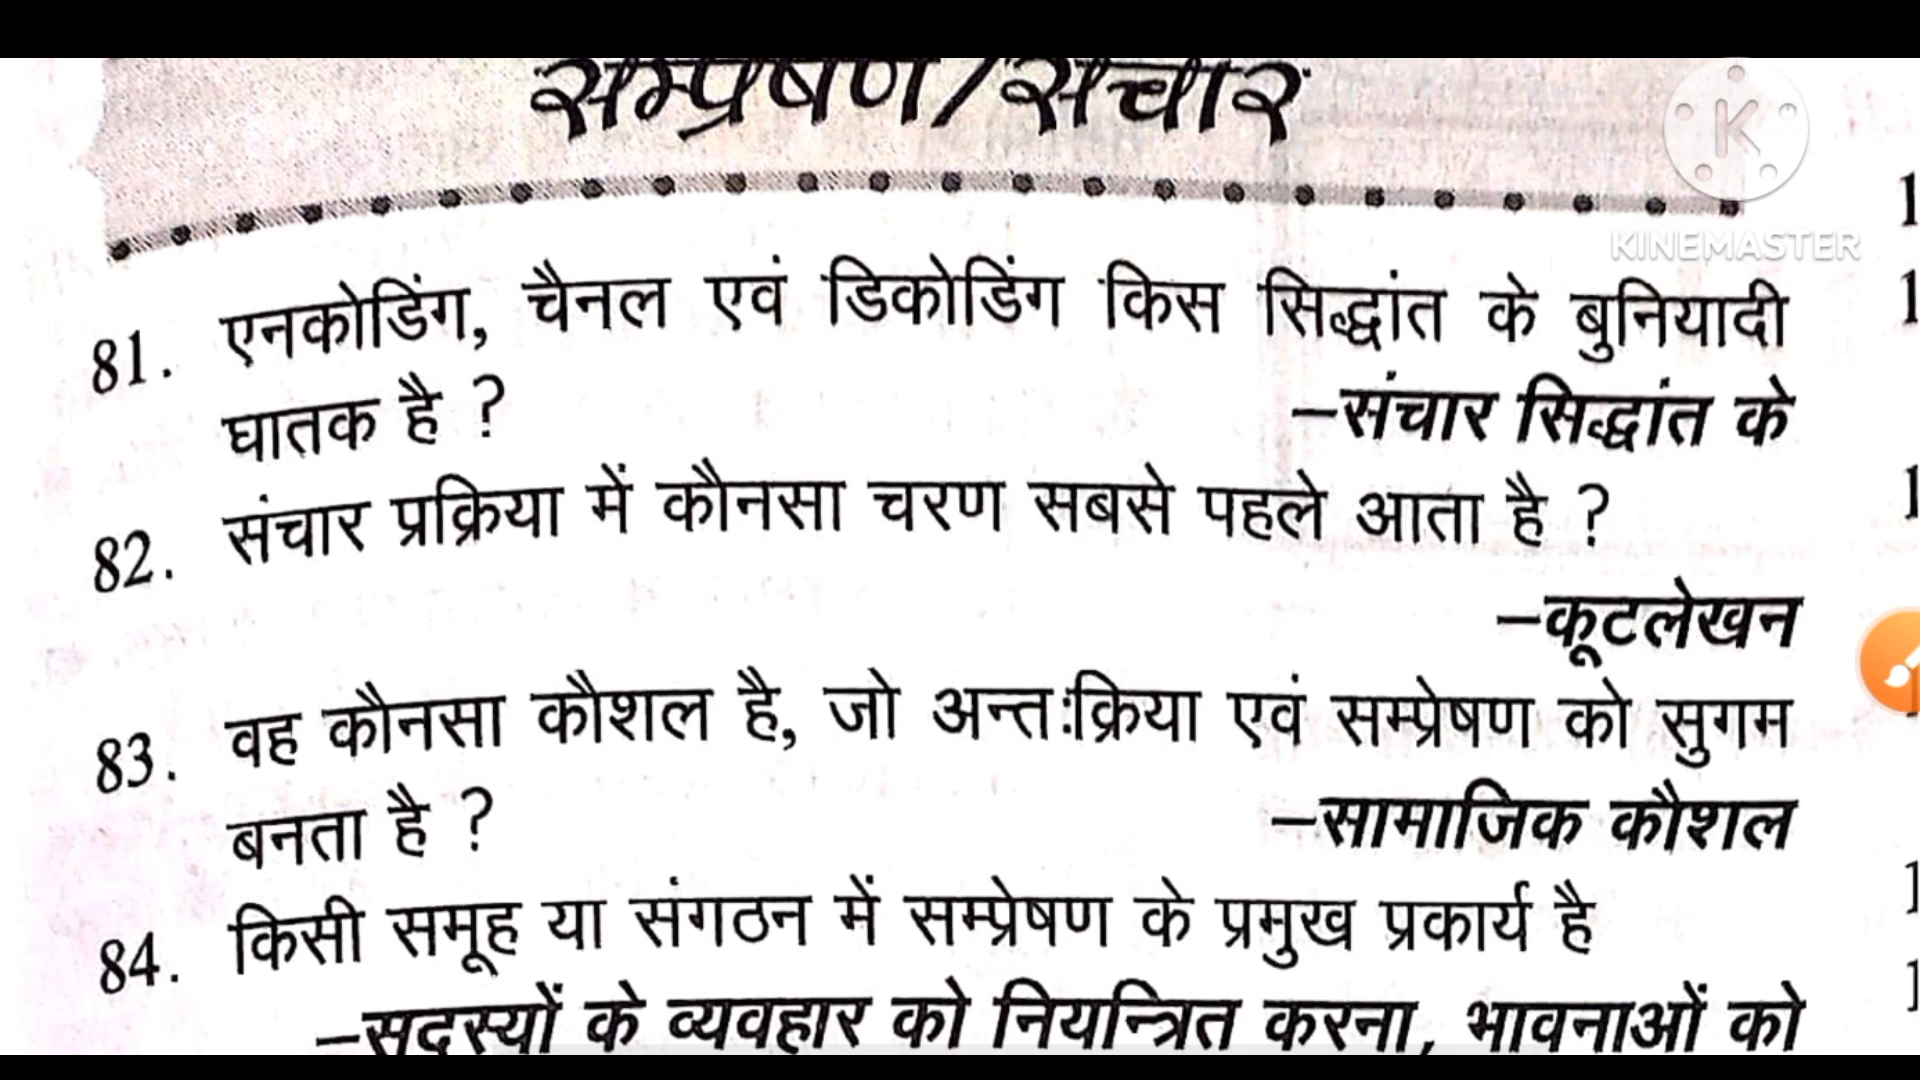 सम्प्रेषण/संचार
KINEMASTER
81. एनकोडिंग, चैनल एवं डिकोडिंग किस सिद्धांत के बुनियादी
घातक है ? –संचार सिद्धांत के
82. संचार प्रक्रिया में कौनसा चरण सबसे पहले आता है ?
–कूटलेखन
83. वह कौनसा कौशल है, जो अन्तःक्रिया एवं सम्प्रेषण को सुगम
बनता है ? –सामाजिक कौशल
84. किसी समूह या संगठन में सम्प्रेषण के प्रमुख प्रकार्य है
–सदस्यों के व्यवहार को नियन्त्रित करना, भावनाओं को